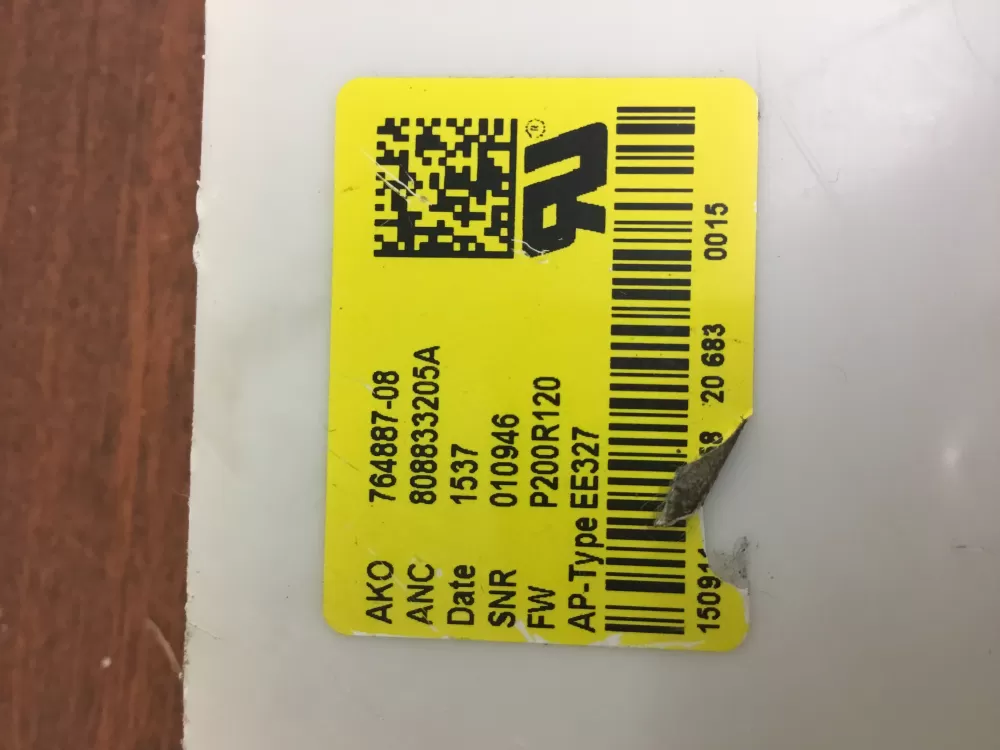 AKO 764887-08
ANC 808833205A
Date 1537
SNR 010946
FW P200R120
AP-Type EE327
20 683 0015